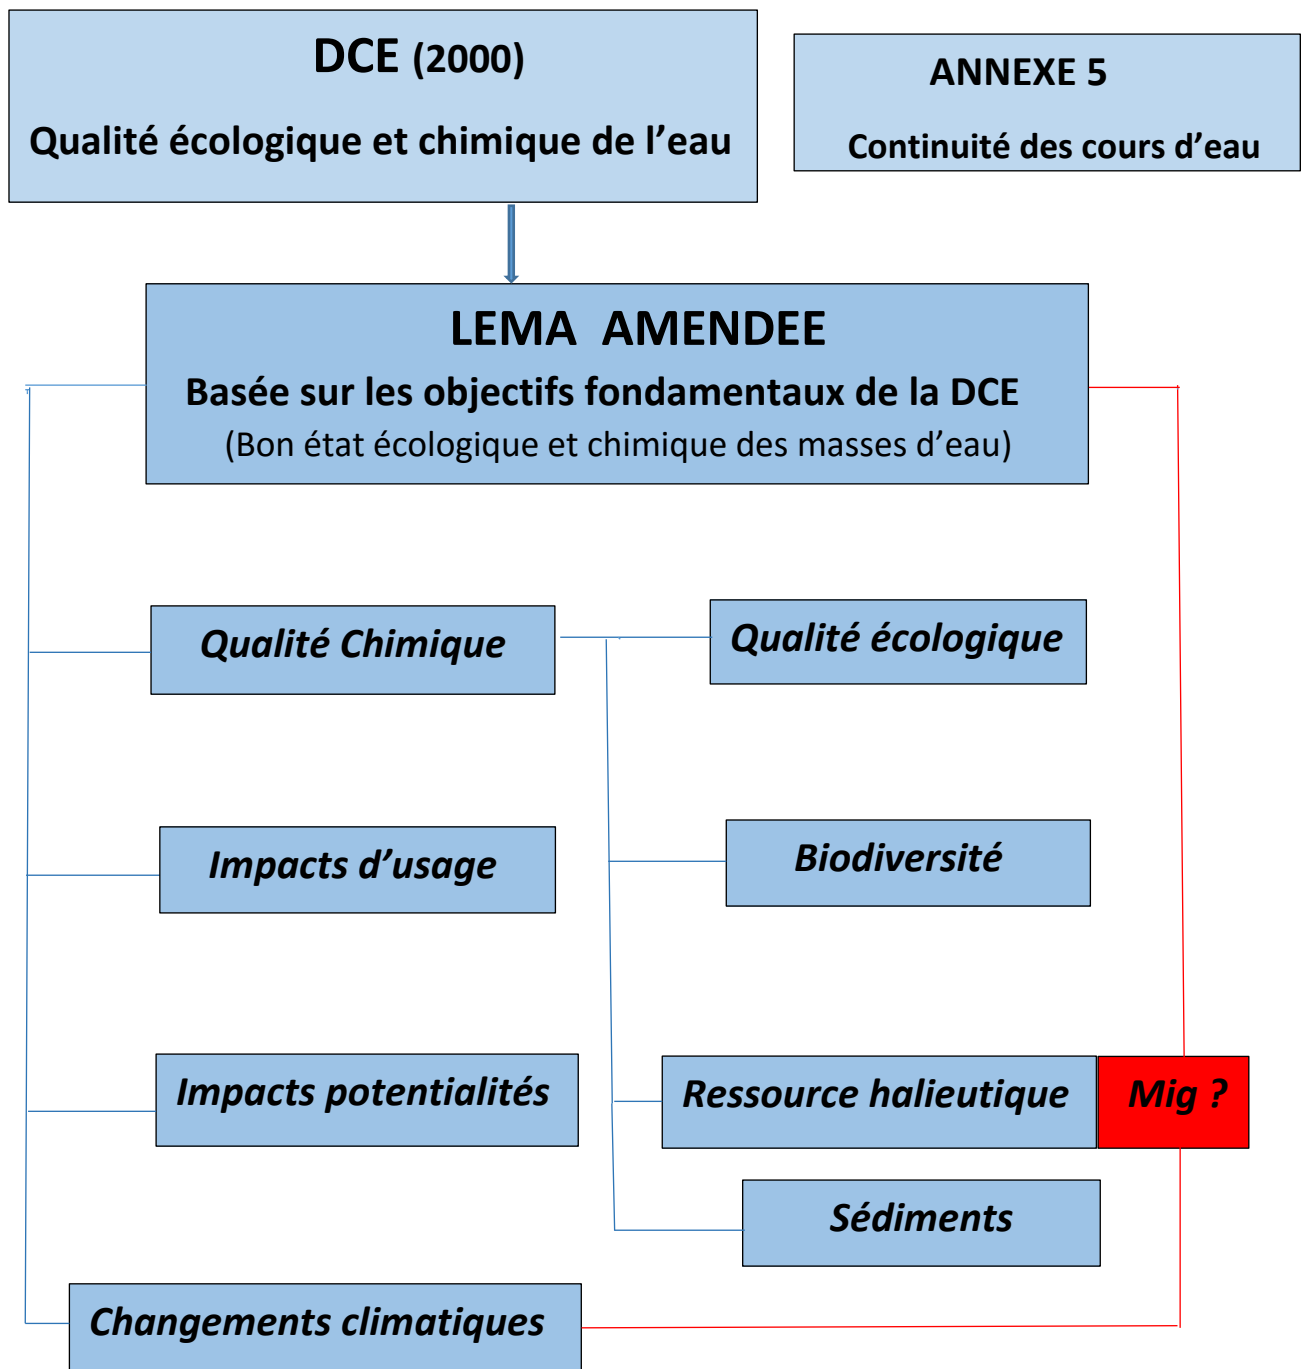 DCE (2000)
Qualité écologique et chimique de l’eau
ANNEXE 5
Continuité des cours d’eau
LEMA AMENDEE
Basée sur les objectifs fondamentaux de la DCE
(Bon état écologique et chimique des masses d’eau)
Qualité Chimique
Qualité écologique
Impacts d’usage
Biodiversité
Impacts potentialités
Ressource halieutique
Mig ?
Sédiments
Changements climatiques